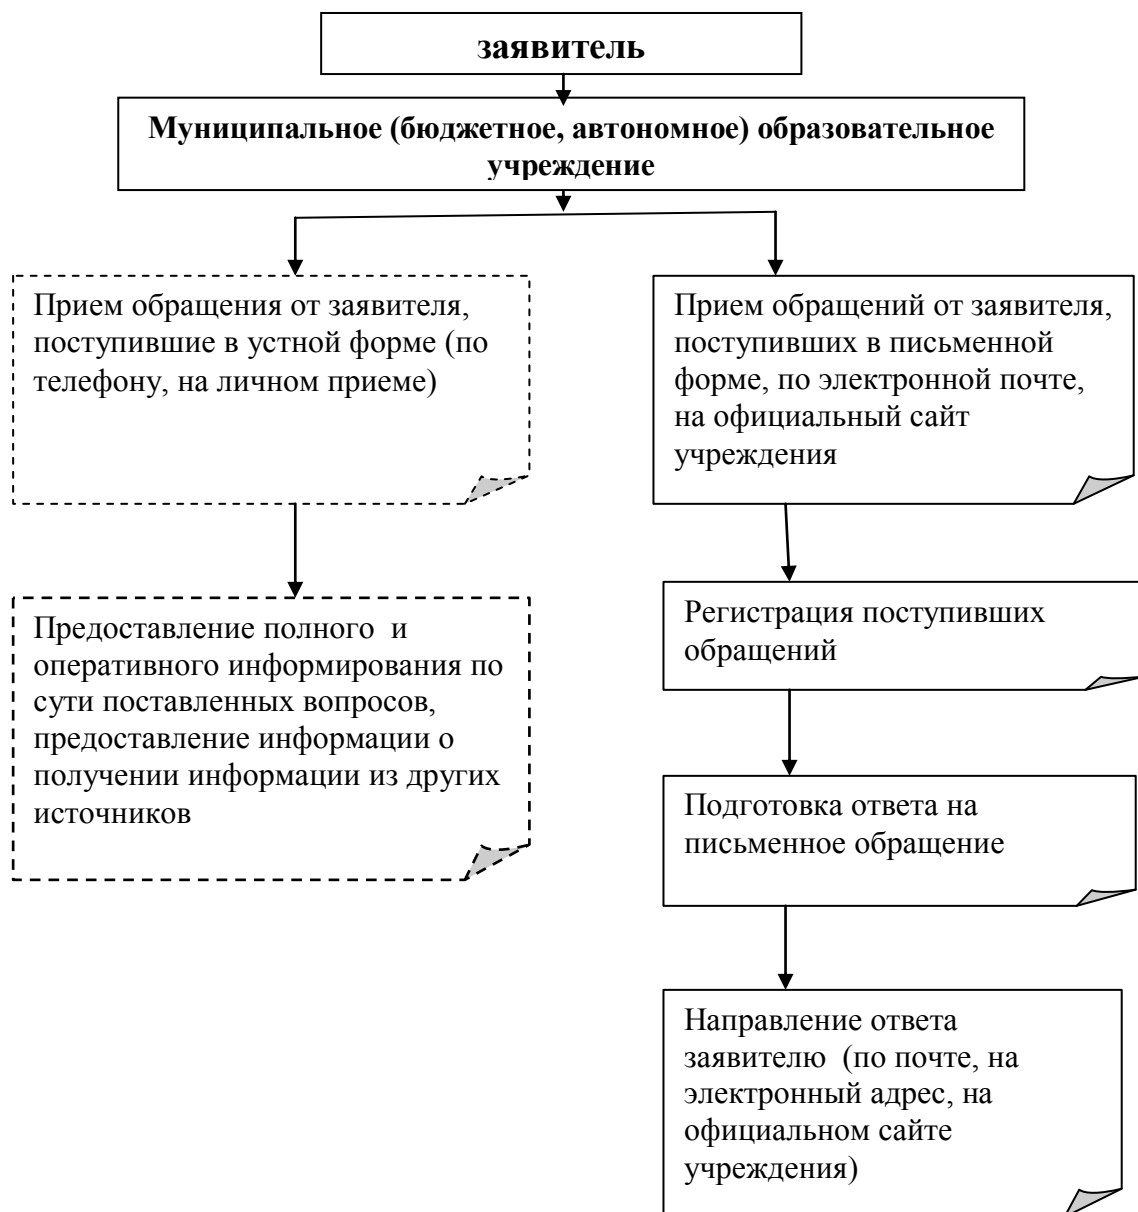 заявитель
Муниципальное (бюджетное, автономное) образовательное
учреждение
Прием обращения от заявителя,
поступившие в устной форме (по
телефону, на личном приеме)
Прием обращений от заявителя,
поступивших в письменной
форме, по электронной почте,
на официальный сайт
учреждения
Предоставление полного  и
оперативного информирования по
сути поставленных вопросов,
предоставление информации о
получении информации из других
источников
Регистрация поступивших
обращений
Подготовка ответа на
письменное обращение
Направление ответа
заявителю  (по почте, на
электронный адрес, на
официальном сайте
учреждения)